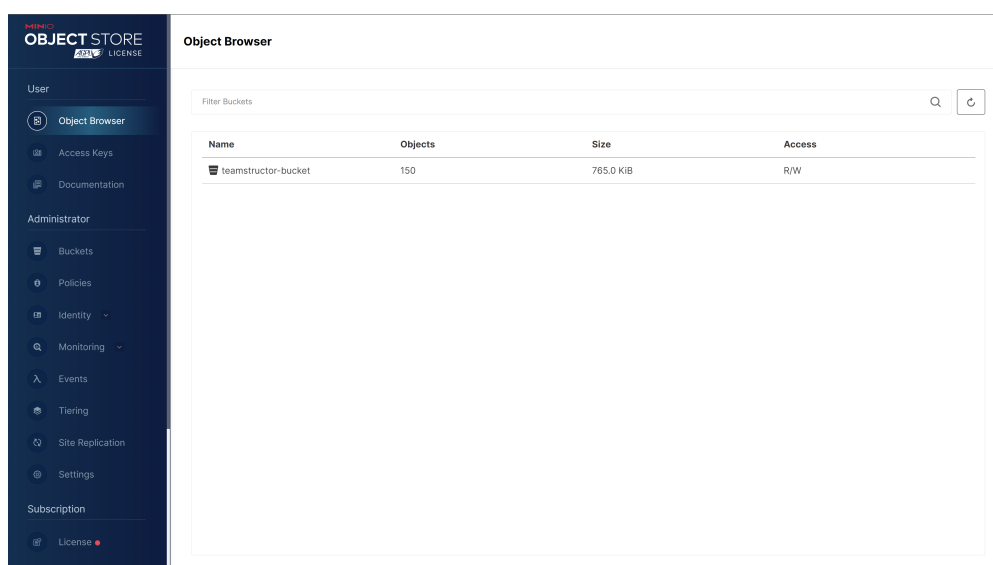 MINIO
OBJECT STORE
AGPLv3 LICENSE
User
Object Browser
Access Keys
Documentation
Administrator
Buckets
Policies
Identity
Monitoring
Events
Tiering
Site Replication
Settings
Subscription
License
Object Browser
Filter Buckets
Name Objects Size Access
teamstructor-bucket 150 765.0 KiB R/W